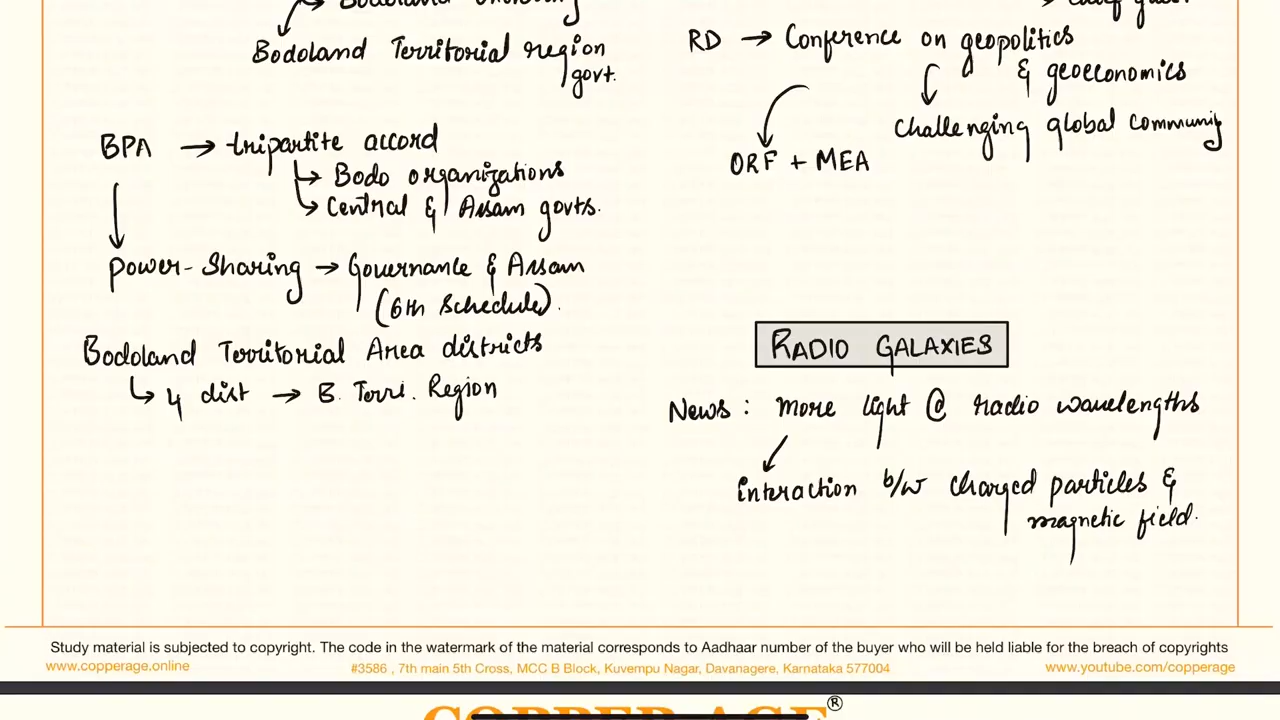 Bodoland
Bodoland Territorial region
govt.
BPA → tripartite accord
↳ Bodo organizations
↳ Central & Assam govts.
Power-Sharing → Governance & Assam
(6th Schedule).
Bodoland Territorial Area districts
↳ 4 dist → B. Terri. Region
RD → Conference on geopolitics
& geoeconomics
Challenging global community
ORF + MEA
RADIO GALAXIES
News : More light @ radio wavelengths
interaction b/w charged particles &
magnetic field.
Study material is subjected to copyright. The code in the watermark of the material corresponds to Aadhaar number of the buyer who will be held liable for the breach of copyrights
www.copperage.online
#3586 , 7th main 5th Cross, MCC B Block, Kuvempu Nagar, Davanagere, Karnataka 577004
www.youtube.com/copperage
COPPER AGE®